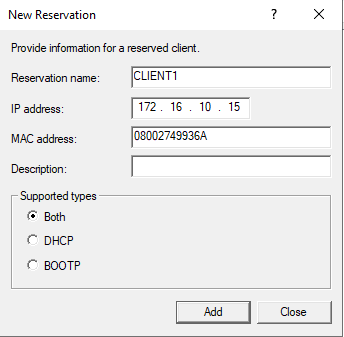 New Reservation
Provide information for a reserved client.
Reservation name: CLIENT1
IP address: 172 . 16 . 10 . 15
MAC address: 08002749936A
Description:
Supported types
Both
DHCP
BOOTP
Add Close